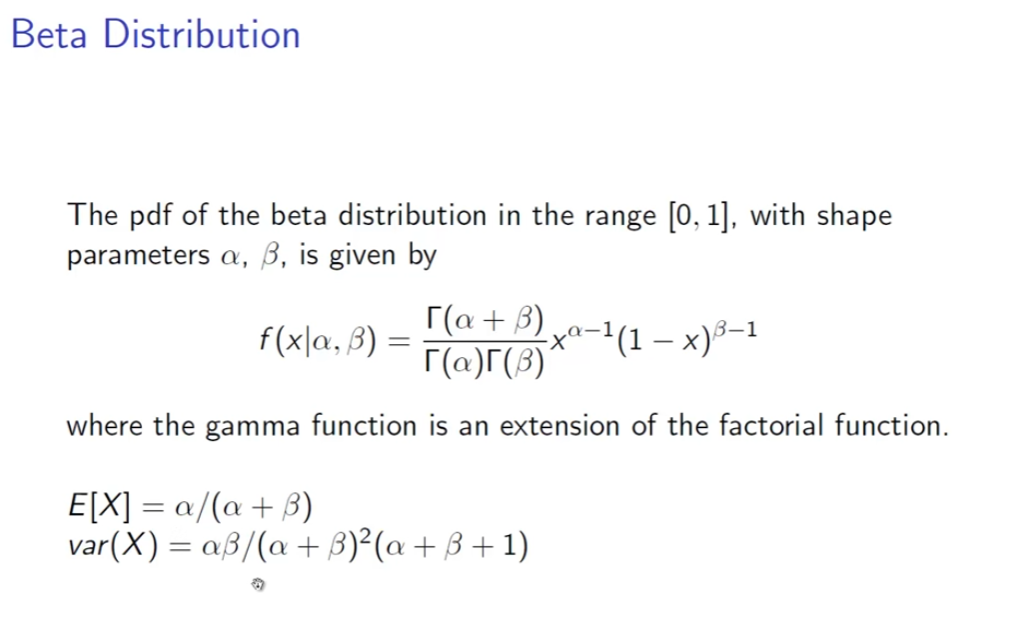 Beta Distribution
The pdf of the beta distribution in the range [0, 1], with shape
parameters α, β, is given by
f(x|α, β) = Γ(α + β) / Γ(α)Γ(β) x^{α−1}(1 − x)^{β−1}
where the gamma function is an extension of the factorial function.
E[X] = α/(α + β)
var(X) = αβ/(α + β)²(α + β + 1)